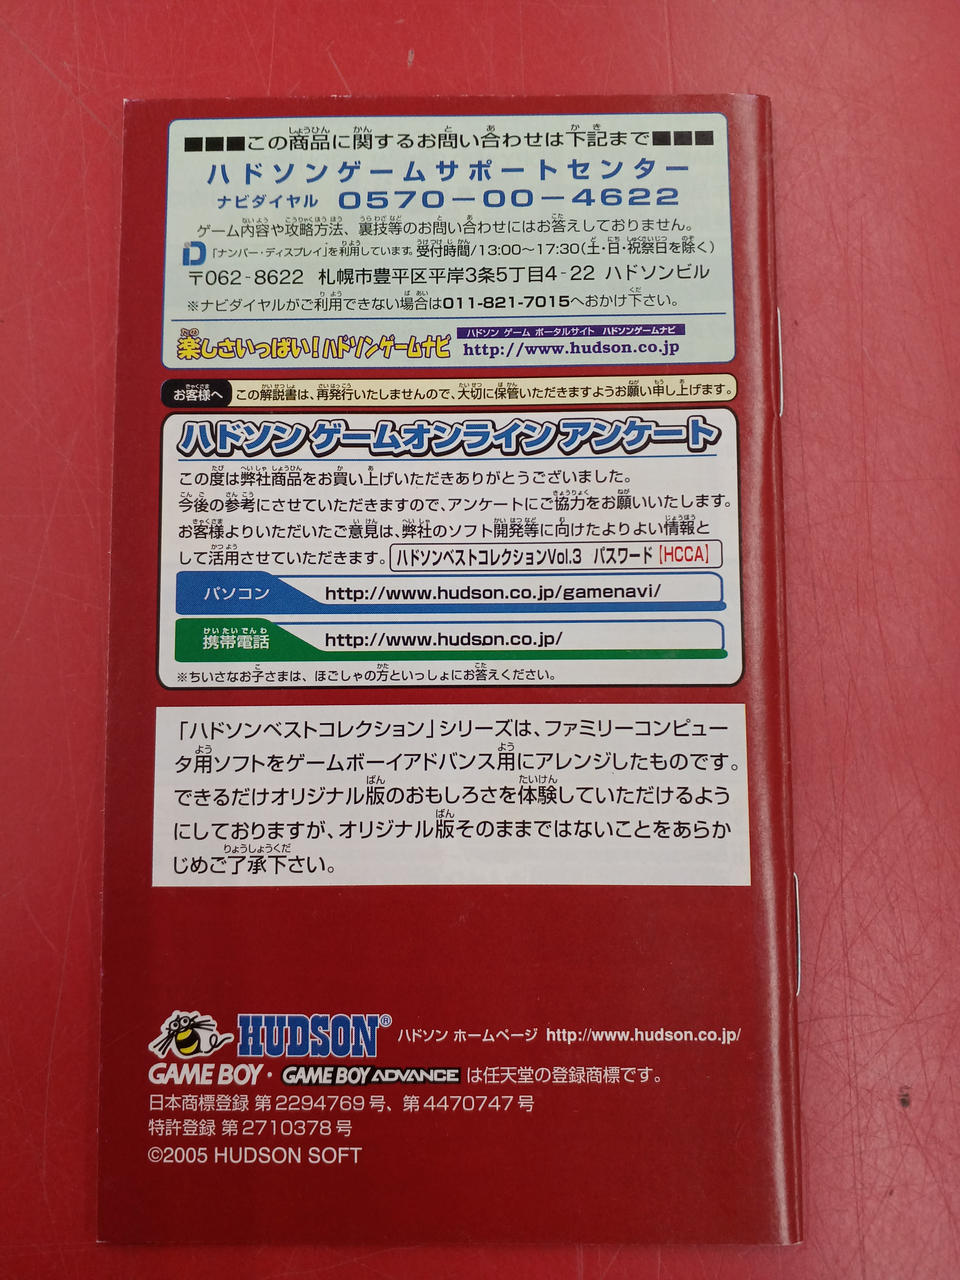 ■■■この商品に関するお問い合わせは下記まで■■■
ハドソンゲームサポートセンター
ナビダイヤル 0570-00-4622
ゲーム内容や攻略方法、裏技等のお問い合わせにはお答えしておりません。
「ナンバー・ディスプレイ」を利用しています。受付時間/13:00〜17:30(土・日・祝祭日を除く)
〒062-8622 札幌市豊平区平岸3条5丁目4-22 ハドソンビル
※ナビダイヤルがご利用できない場合は011-821-7015へおかけ下さい。
楽しさいっぱい!ハドソンゲームナビ
ハドソン ゲーム ポータルサイト ハドソンゲームナビ
http://www.hudson.co.jp
お客様へ この解説書は、再発行いたしませんので、大切に保管いただきますようお願い申し上げます。
ハドソン ゲームオンライン アンケート
この度は弊社商品をお買い上げいただきありがとうございました。
今後の参考にさせていただきますので、アンケートにご協力をお願いいたします。
お客様よりいただいたご意見は、弊社のソフト開発等に向けたよりよい情報と
して活用させていただきます。 ハドソンベストコレクションVol.3 パスワード【HCCA】
パソコン http://www.hudson.co.jp/gamenavi/
携帯電話 http://www.hudson.co.jp/
※ちいさなお子さまは、ほごしゃの方といっしょにお答えください。
「ハドソンベストコレクション」シリーズは、ファミリーコンピュー
タ用ソフトをゲームボーイアドバンス用にアレンジしたものです。
できるだけオリジナル版のおもしろさを体験していただけるよう
にしておりますが、オリジナル版そのままではないことをあらか
じめご了承下さい。
HUDSON® ハドソン ホームページ http://www.hudson.co.jp/
GAME BOY・GAME BOY ADVANCE は任天堂の登録商標です。
日本商標登録 第2294769号、第4470747号
特許登録 第2710378号
©2005 HUDSON SOFT